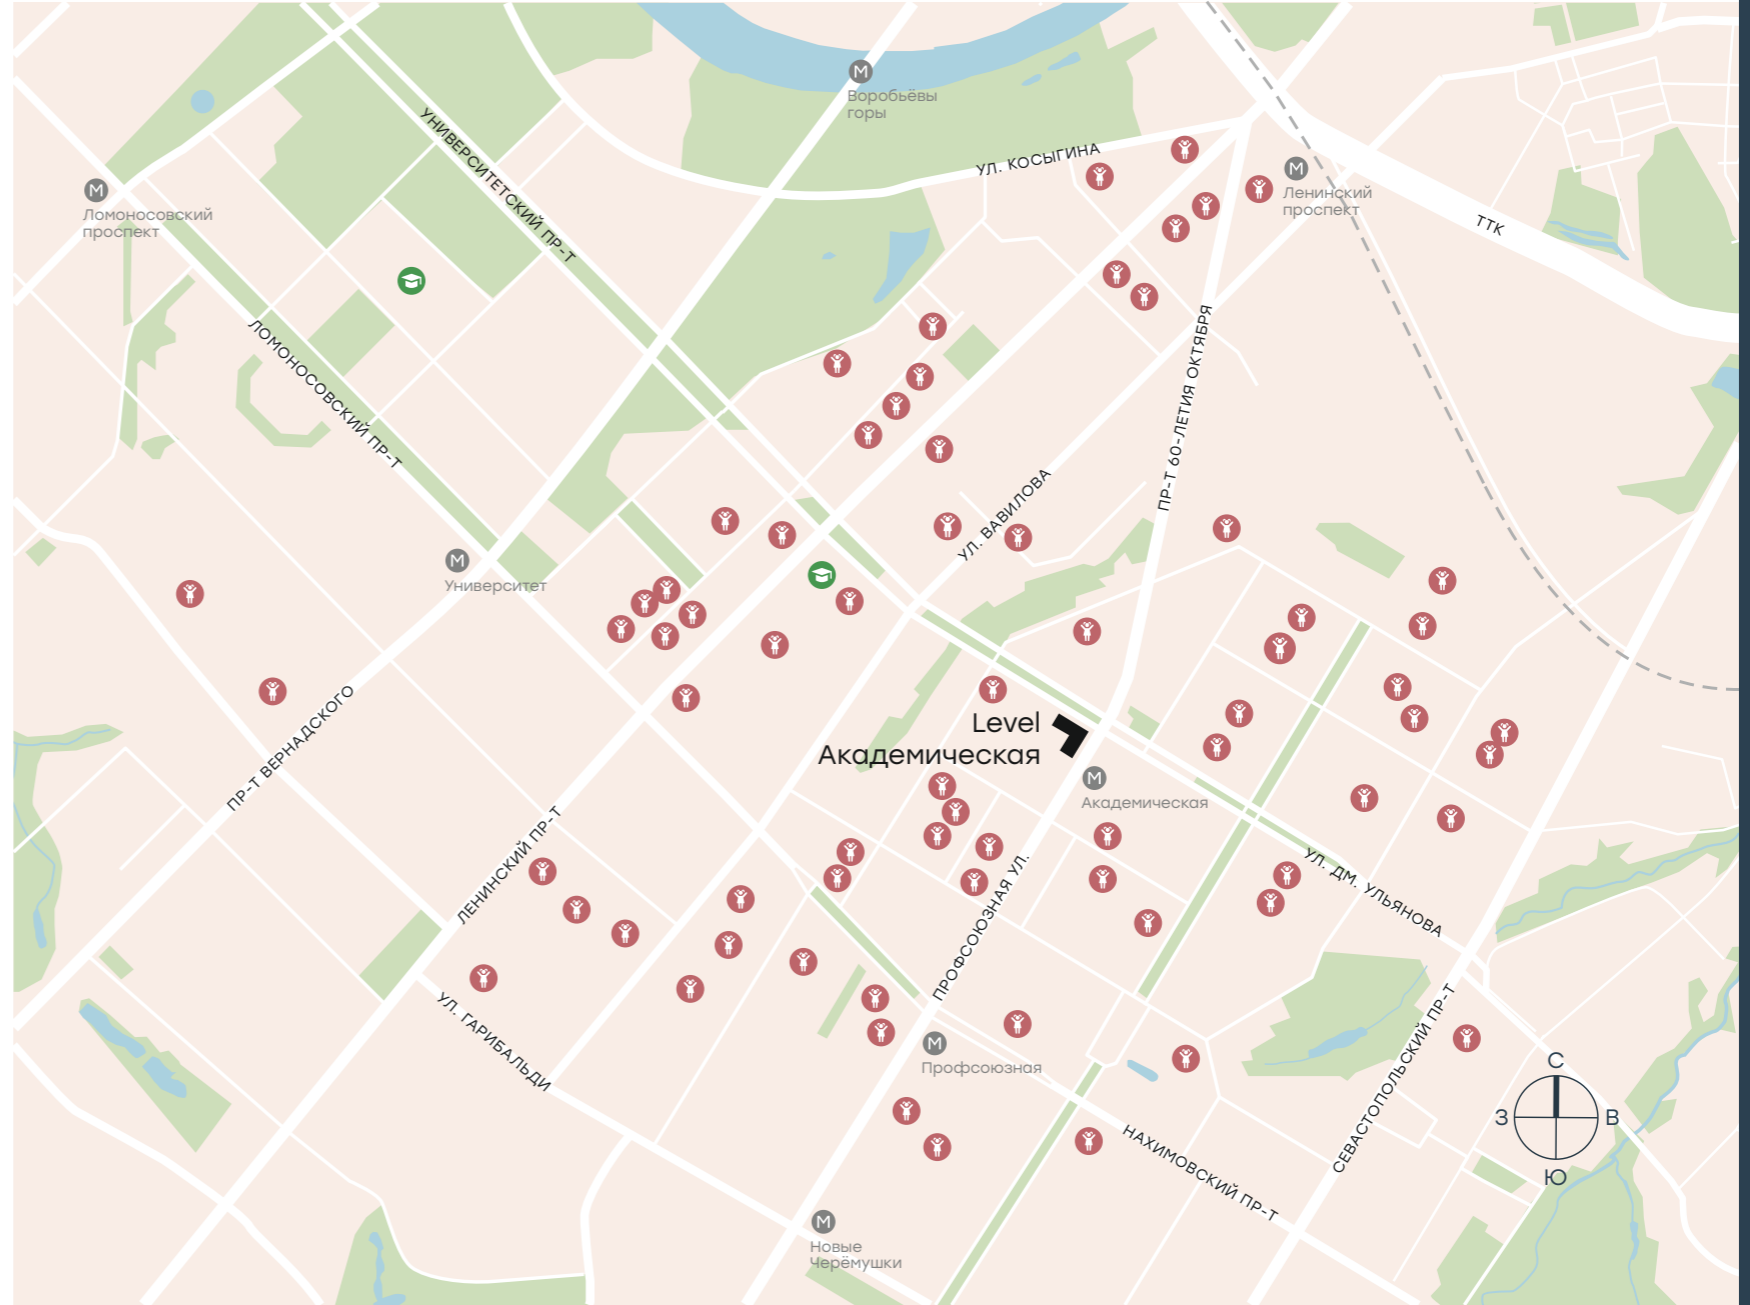 М
Воробьёвы
горы
УНИВЕРСИТЕТСКИЙ ПР-Т
УЛ. КОСЫГИНА
М
Ленинский
проспект
М
Ломоносовский
проспект
ТТК
ЛОМОНОСОВСКИЙ ПР-Т
ПР-Т 60-ЛЕТИЯ ОКТЯБРЯ
УЛ. ВАВИЛОВА
М
Университет
ПР-Т ВЕРНАДСКОГО
Level
Академическая
М
Академическая
ЛЕНИНСКИЙ ПР-Т
УЛ. ДМ. УЛЬЯНОВА
ПРОФСОЮЗНАЯ УЛ.
УЛ. ГАРИБАЛЬДИ
М
Профсоюзная
СЕВАСТОПОЛЬСКИЙ ПР-Т
НАХИМОВСКИЙ ПР-Т
С
З
В
Ю
М
Новые
Черёмушки